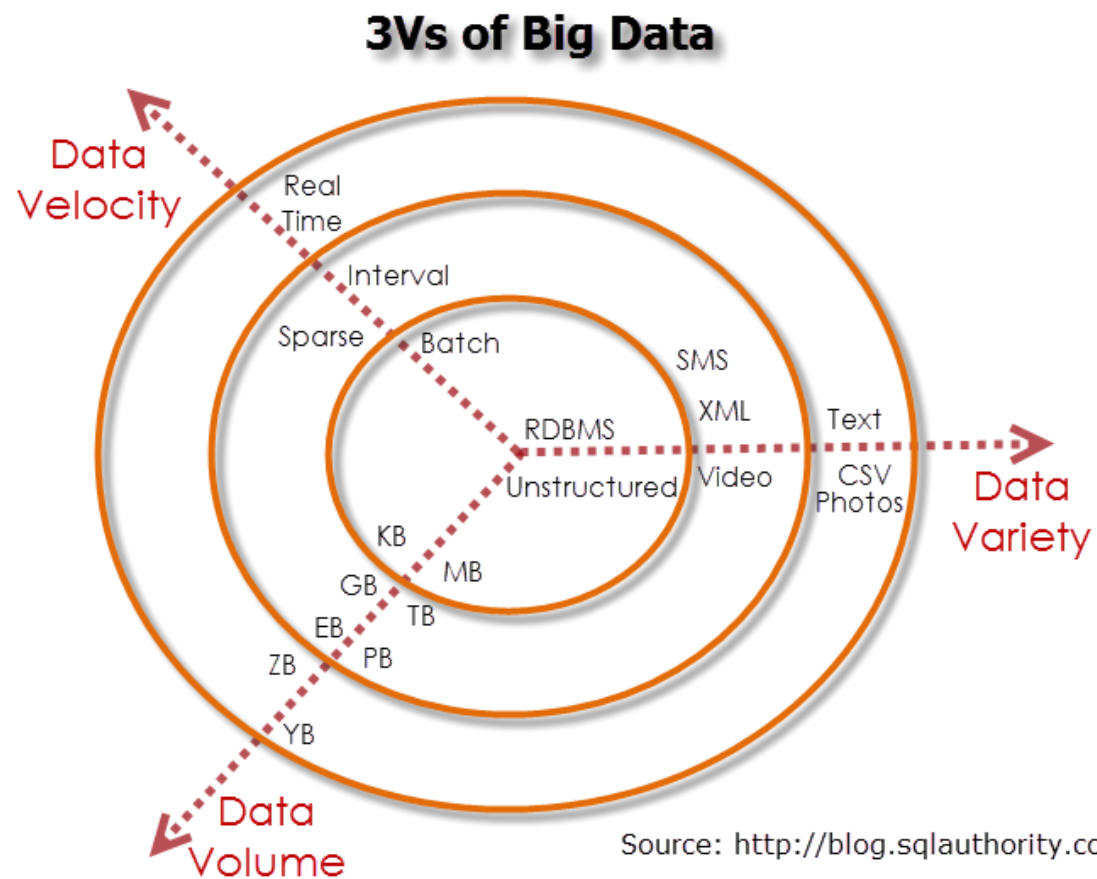 3Vs of Big Data
Data
Velocity
Real
Time
Interval
Sparse
Batch
SMS
XML
RDBMS
Text
Unstructured
Video
CSV
Photos
Data
Variety
KB
MB
GB
TB
EB
PB
ZB
YB
Data
Volume
Source: http://blog.sqlauthority.co